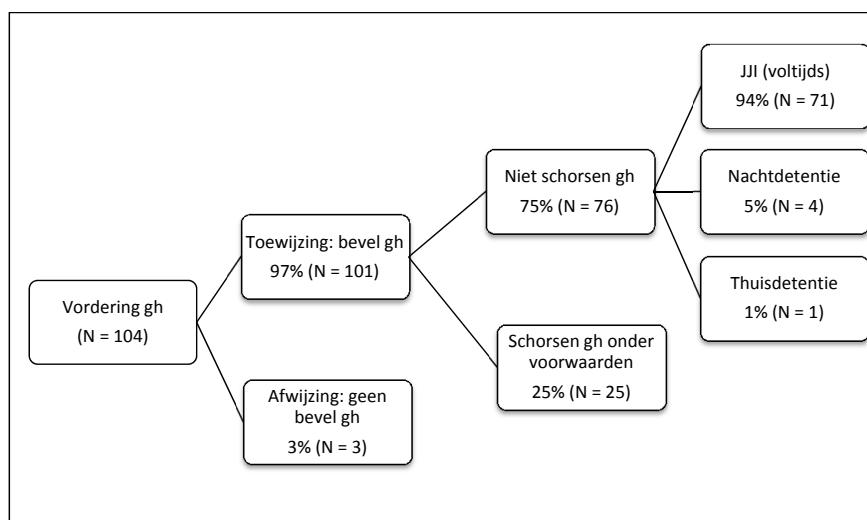 Vordering gh
(N = 104)
Toewijzing: bevel gh
97% (N = 101)
Afwijzing: geen
bevel gh
3% (N = 3)
Niet schorsen gh
75% (N = 76)
Schorsen gh onder
voorwaarden
25% (N = 25)
JJI (voltijds)
94% (N = 71)
Nachtdetentie
5% (N = 4)
Thuisdetentie
1% (N = 1)